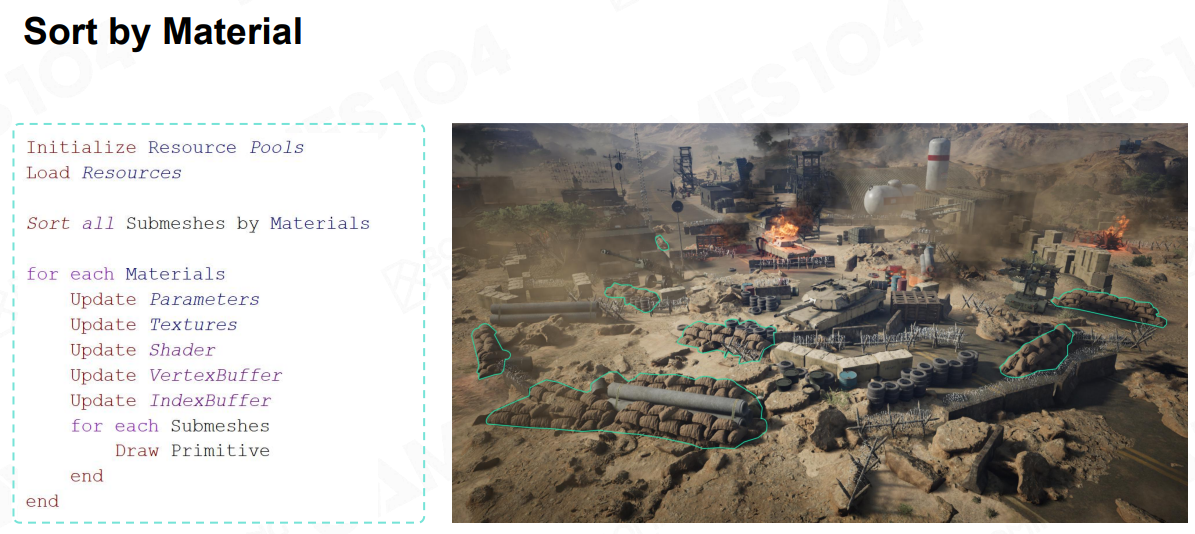 Sort by Material
Initialize Resource Pools
Load Resources
Sort all Submeshes by Materials
for each Materials
Update Parameters
Update Textures
Update Shader
Update VertexBuffer
Update IndexBuffer
for each Submeshes
Draw Primitive
end
end